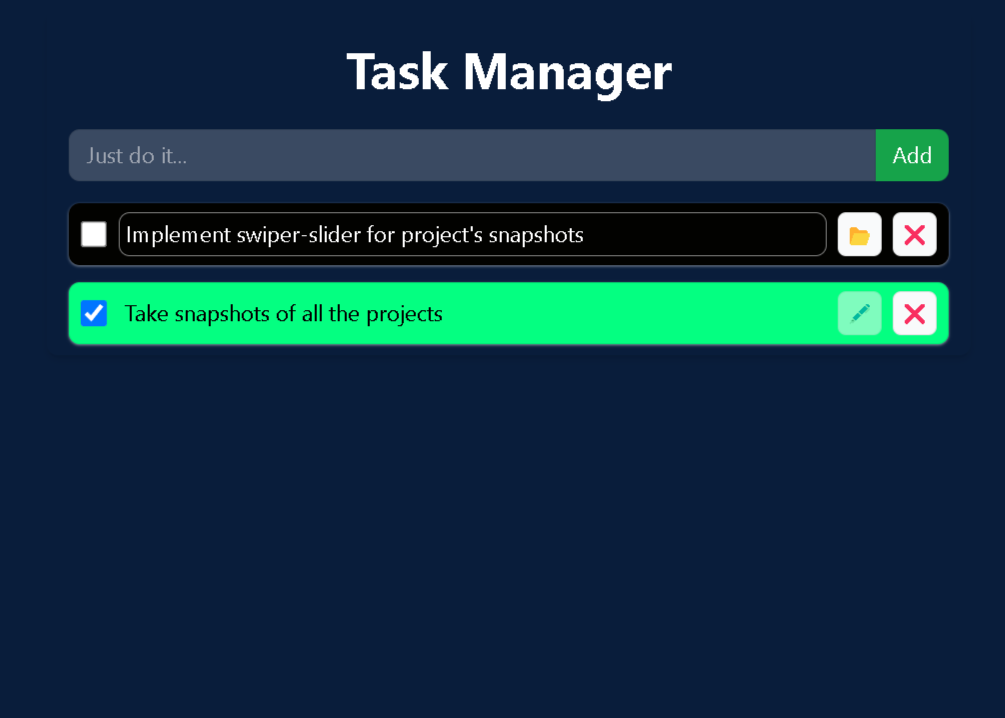 Task Manager
Just do it...
Add
Implement swiper-slider for project's snapshots
Take snapshots of all the projects